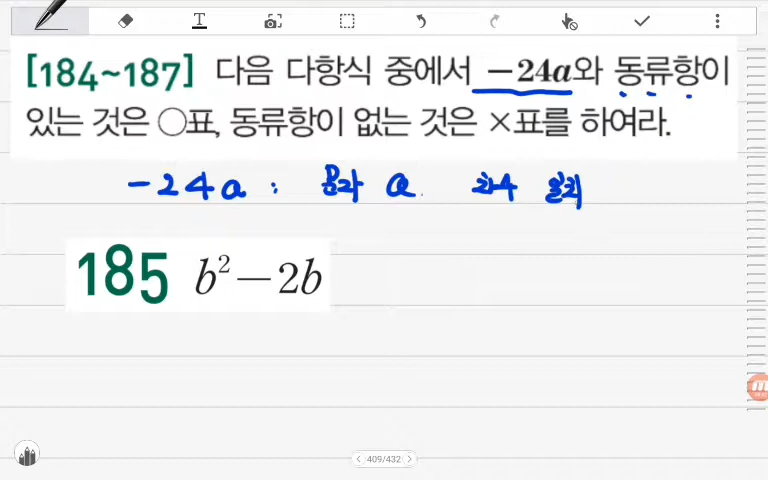 [184~187] 다음 다항식 중에서 −24a와 동류항이
있는 것은 ○표, 동류항이 없는 것은 ×표를 하여라.
-24a : 문자 a. 차수 일치
185 b² − 2b
409/432